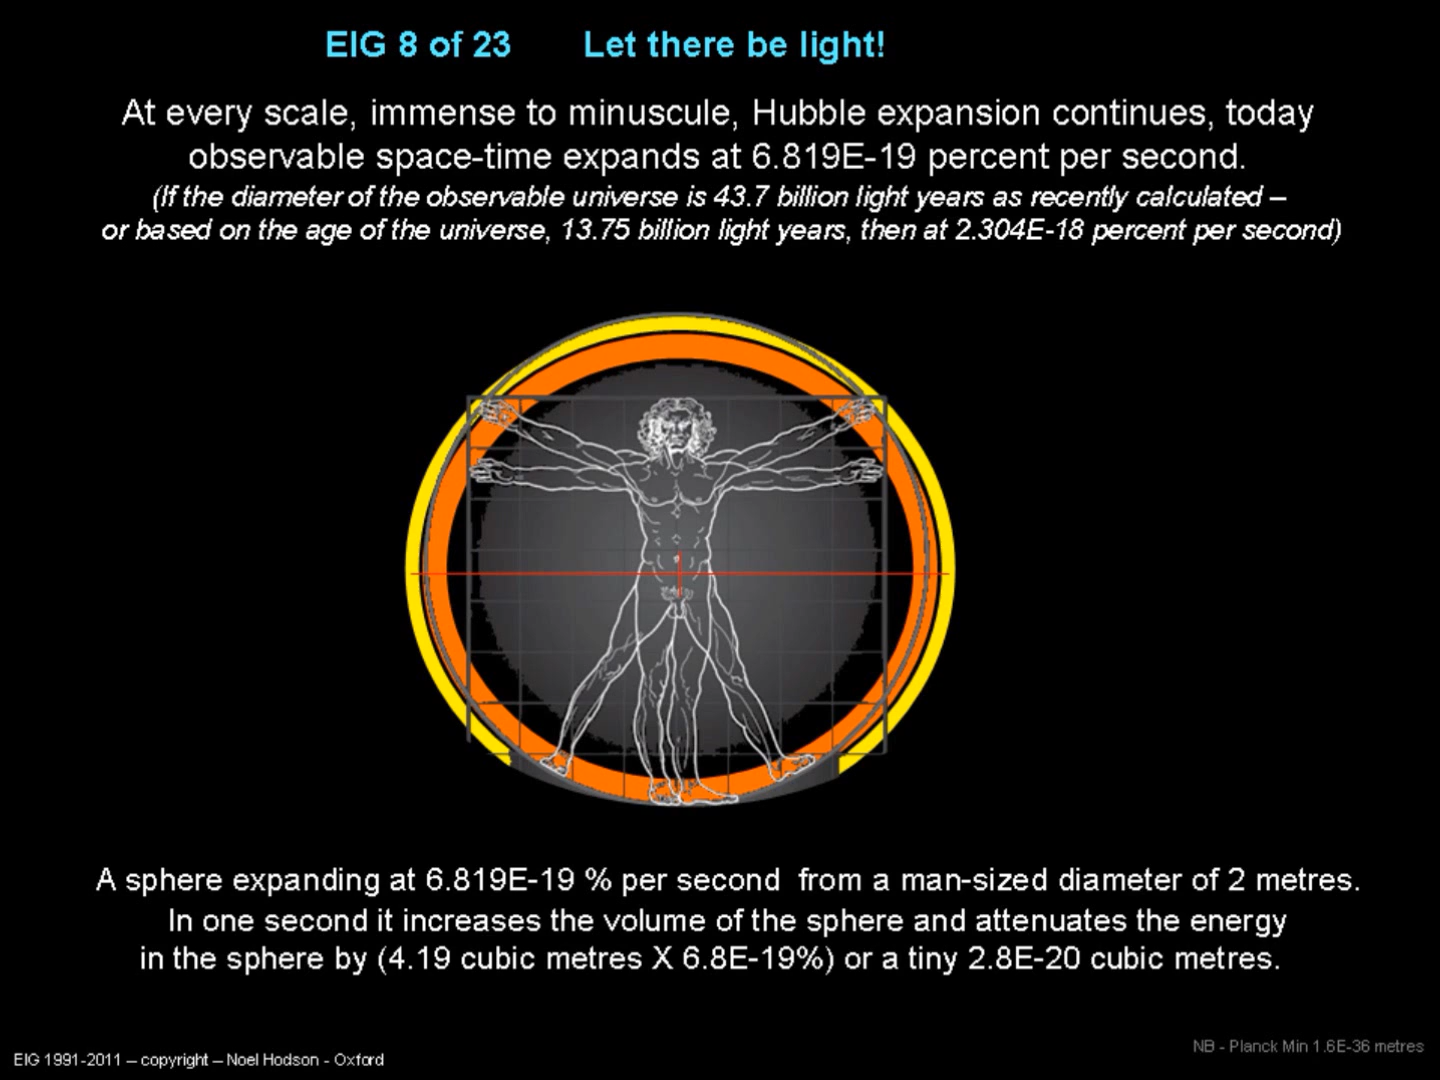 EIG 8 of 23 Let there be light!
At every scale, immense to minuscule, Hubble expansion continues, today
observable space-time expands at 6.819E-19 percent per second.
(If the diameter of the observable universe is 43.7 billion light years as recently calculated –
or based on the age of the universe, 13.75 billion light years, then at 2.304E-18 percent per second)
A sphere expanding at 6.819E-19 % per second from a man-sized diameter of 2 metres.
In one second it increases the volume of the sphere and attenuates the energy
in the sphere by (4.19 cubic metres X 6.8E-19%) or a tiny 2.8E-20 cubic metres.
NB - Planck Min 1.6E-36 metres
EIG 1991-2011 – copyright – Noel Hodson - Oxford